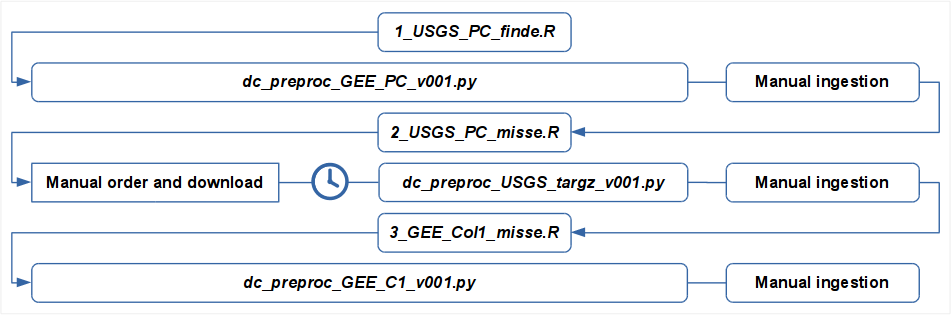 1_USGS_PC_finde.R
dc_preproc_GEE_PC_v001.py
Manual ingestion
2_USGS_PC_misse.R
Manual order and download
dc_preproc_USGS_targz_v001.py
Manual ingestion
3_GEE_Col1_misse.R
dc_preproc_GEE_C1_v001.py
Manual ingestion